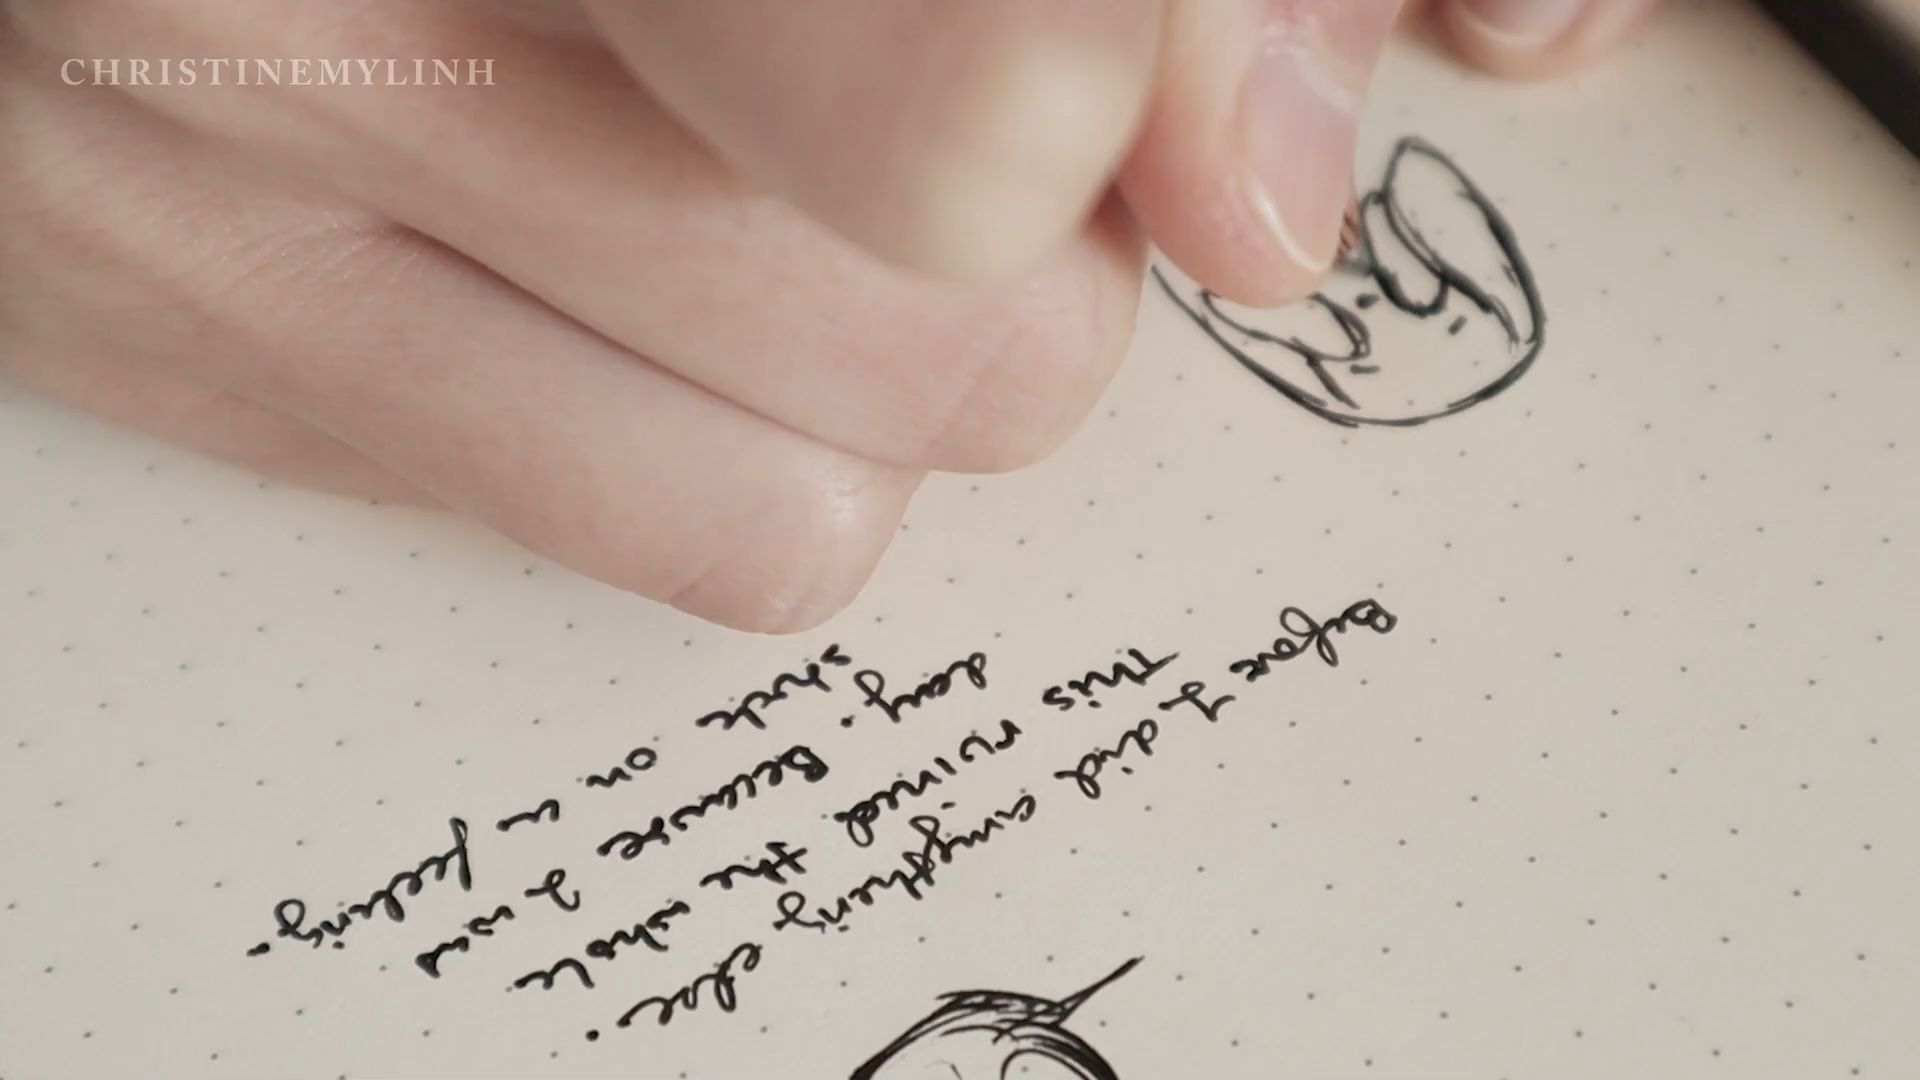 CHRISTINEMYLINH
Before I did anything else.
This ruined the whole
day. Because I was
stuck on a feeling.